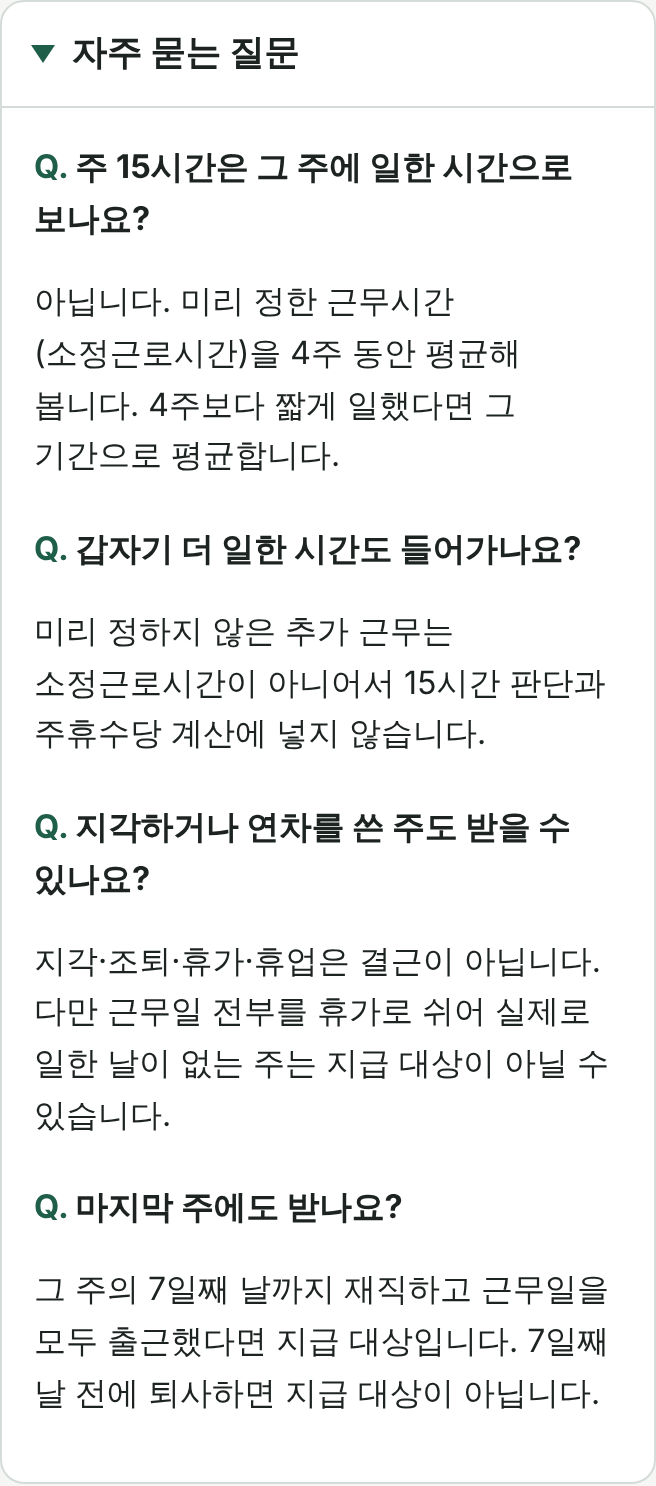 ▼ 자주 묻는 질문
Q. 주 15시간은 그 주에 일한 시간으로
보나요?
아닙니다. 미리 정한 근무시간
(소정근로시간)을 4주 동안 평균해
봅니다. 4주보다 짧게 일했다면 그
기간으로 평균합니다.
Q. 갑자기 더 일한 시간도 들어가나요?
미리 정하지 않은 추가 근무는
소정근로시간이 아니어서 15시간 판단과
주휴수당 계산에 넣지 않습니다.
Q. 지각하거나 연차를 쓴 주도 받을 수
있나요?
지각·조퇴·휴가·휴업은 결근이 아닙니다.
다만 근무일 전부를 휴가로 쉬어 실제로
일한 날이 없는 주는 지급 대상이 아닐 수
있습니다.
Q. 마지막 주에도 받나요?
그 주의 7일째 날까지 재직하고 근무일을
모두 출근했다면 지급 대상입니다. 7일째
날 전에 퇴사하면 지급 대상이 아닙니다.